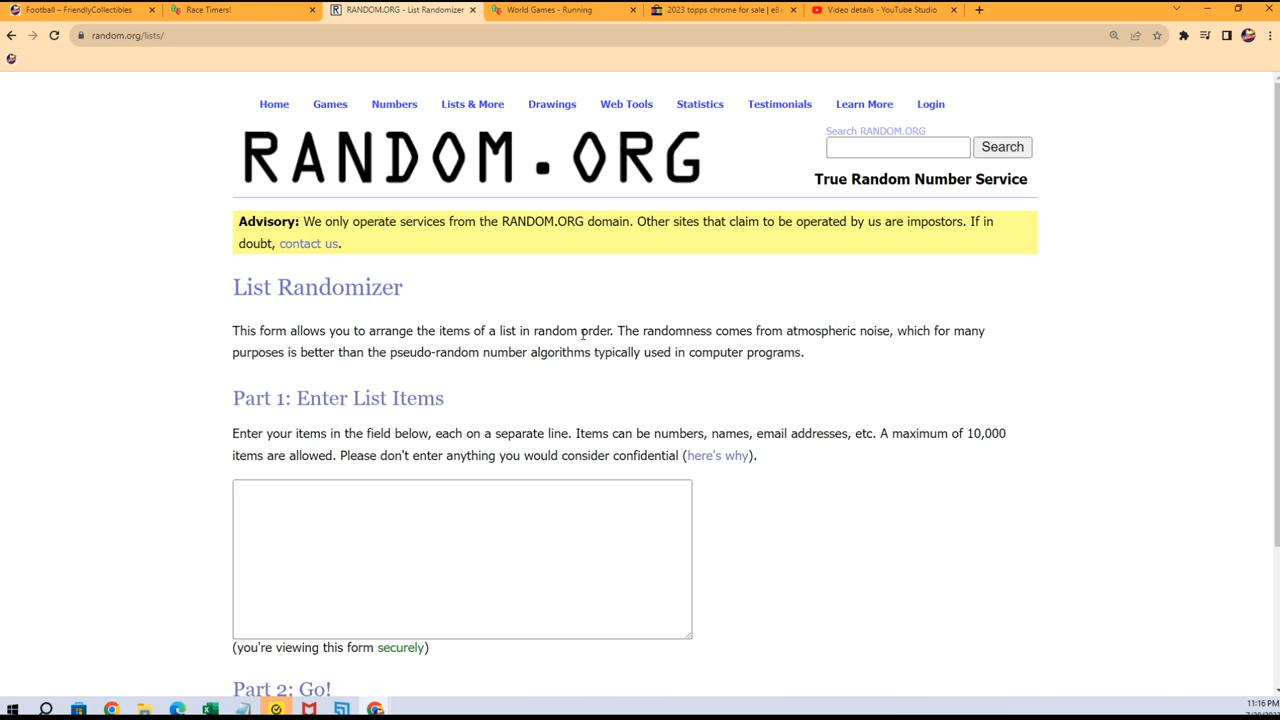 Football – FriendlyCollectibles
Race Timers!
RANDOM.ORG - List Randomizer
World Games - Running
2023 topps chrome for sale | eB
Video details - YouTube Studio
random.org/lists/
Home Games Numbers Lists & More Drawings Web Tools Statistics Testimonials Learn More Login
RANDOM.ORG
Search RANDOM.ORG
Search
True Random Number Service
Advisory: We only operate services from the RANDOM.ORG domain. Other sites that claim to be operated by us are impostors. If in
doubt, contact us.
List Randomizer
This form allows you to arrange the items of a list in random order. The randomness comes from atmospheric noise, which for many
purposes is better than the pseudo-random number algorithms typically used in computer programs.
Part 1: Enter List Items
Enter your items in the field below, each on a separate line. Items can be numbers, names, email addresses, etc. A maximum of 10,000
items are allowed. Please don't enter anything you would consider confidential (here's why).
(you're viewing this form securely)
Part 2: Go!
11:16 PM